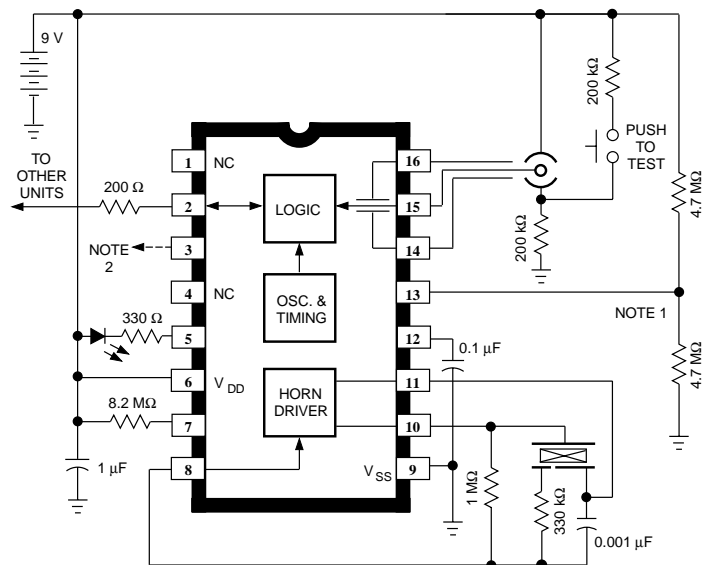 9 V
200 kΩ
PUSH
TO
TEST
TO
OTHER
UNITS
200 Ω
1
NC
16
2
LOGIC
15
4.7 MΩ
NOTE
2
3
14
200 kΩ
4
NC
OSC. &
TIMING
13
NOTE 1
330 Ω
5
12
0.1 μF
4.7 MΩ
6
V DD
HORN
DRIVER
11
8.2 MΩ
7
10
1 μF
8
V SS
9
1 MΩ
330 kΩ
0.001 μF